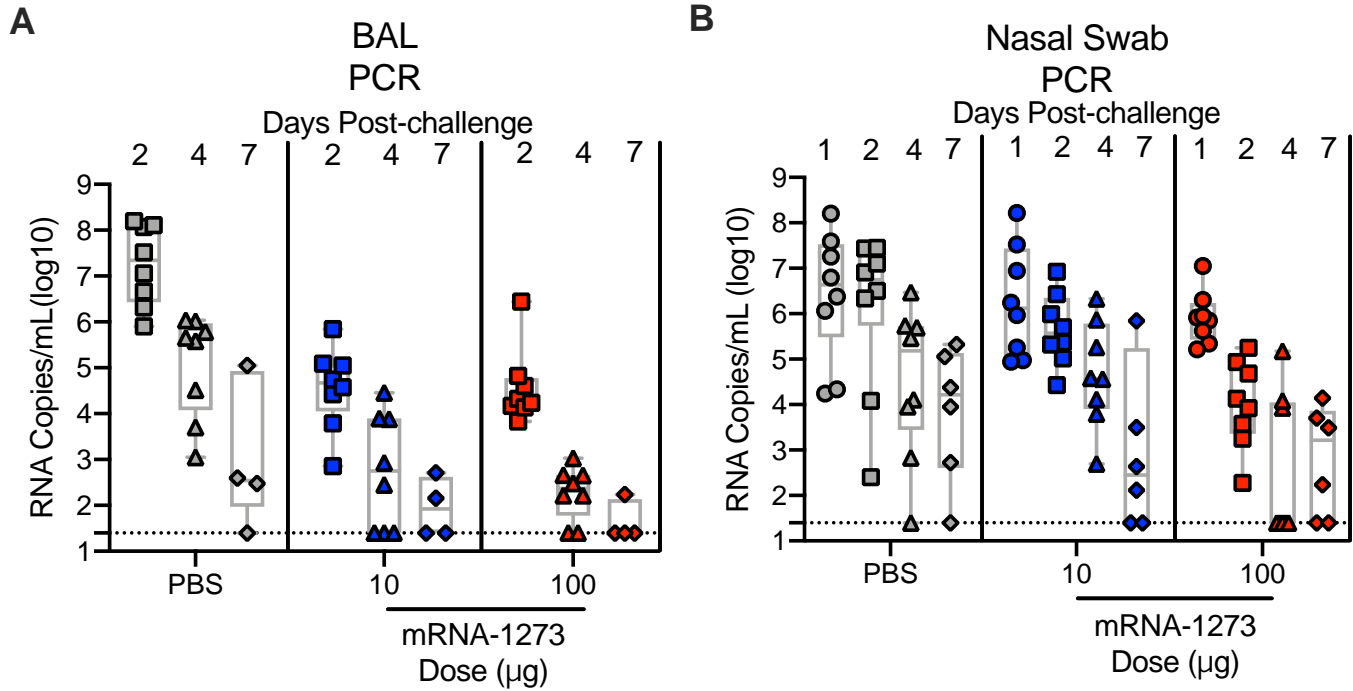 A
BAL
PCR
Days Post-challenge
2 4 7 2 4 7 2 4 7
RNA Copies/mL(log10)
9
8
7
6
5
4
3
2
1
PBS 10 100
mRNA-1273
Dose (µg)
B
Nasal Swab
PCR
Days Post-challenge
1 2 4 7 1 2 4 7 1 2 4 7
RNA Copies/mL (log10)
9
8
7
6
5
4
3
2
1
PBS 10 100
mRNA-1273
Dose (µg)